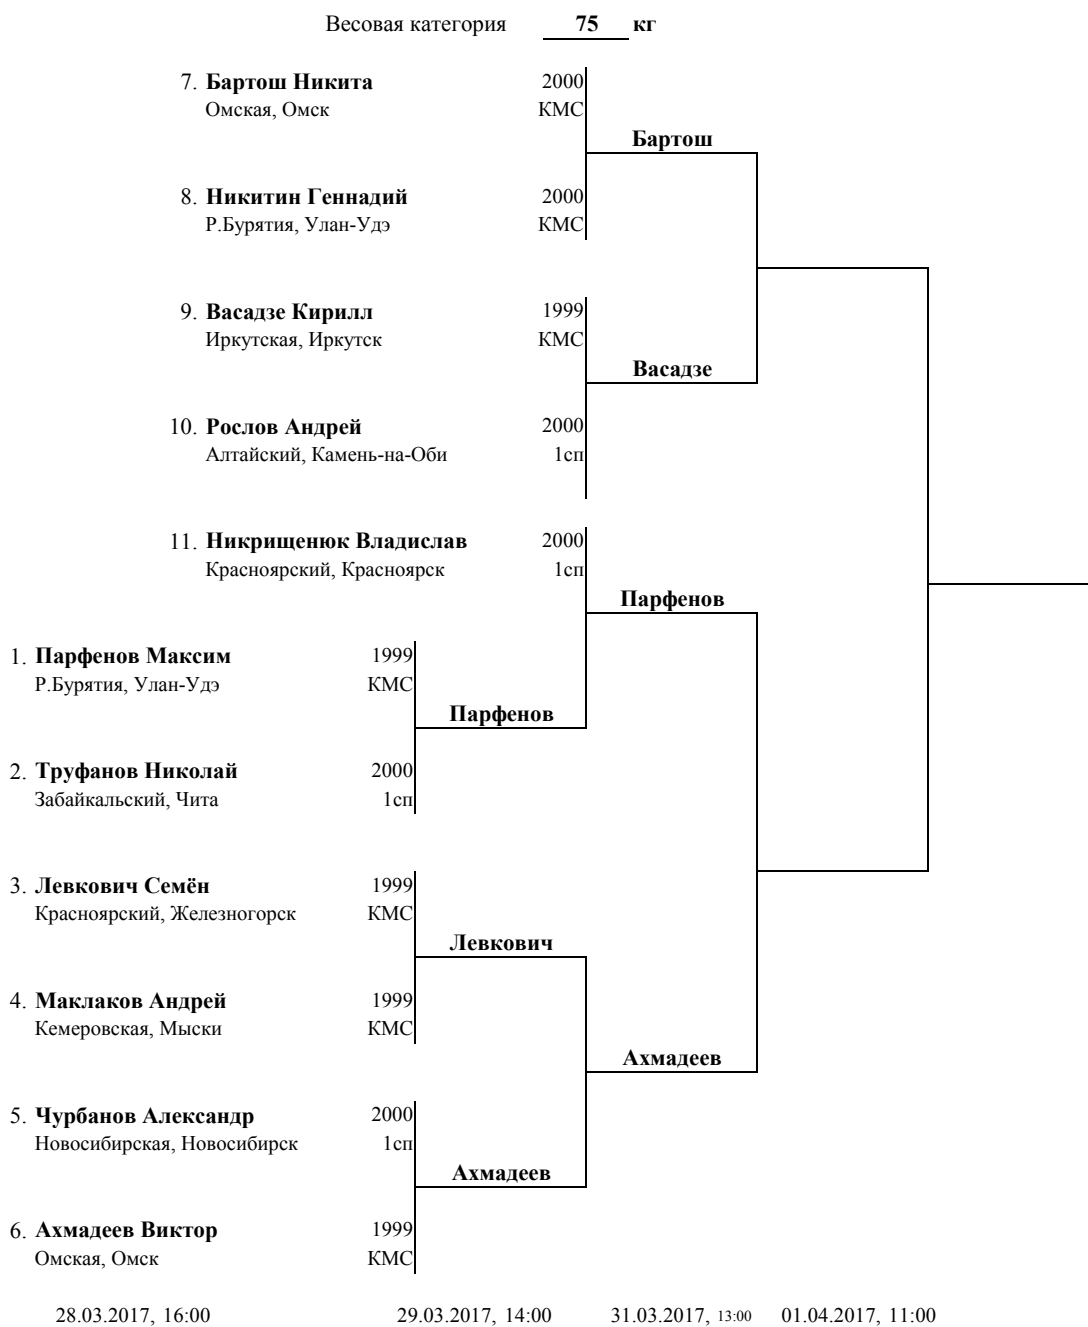 Весовая категория 75 кг
7. Бартош Никита 2000
Омская, Омск КМС
Бартош
8. Никитин Геннадий 2000
Р.Бурятия, Улан-Удэ КМС
9. Васадзе Кирилл 1999
Иркутская, Иркутск КМС
Васадзе
10. Рослов Андрей 2000
Алтайский, Камень-на-Оби 1сп
11. Никрищенюк Владислав 2000
Красноярский, Красноярск 1сп
Парфенов
1. Парфенов Максим 1999
Р.Бурятия, Улан-Удэ КМС
Парфенов
2. Труфанов Николай 2000
Забайкальский, Чита 1сп
3. Левкович Семён 1999
Красноярский, Железногорск КМС
Левкович
4. Маклаков Андрей 1999
Кемеровская, Мыски КМС
Ахмадеев
5. Чурбанов Александр 2000
Новосибирская, Новосибирск 1сп
Ахмадеев
6. Ахмадеев Виктор 1999
Омская, Омск КМС
28.03.2017, 16:00 29.03.2017, 14:00 31.03.2017, 13:00 01.04.2017, 11:00